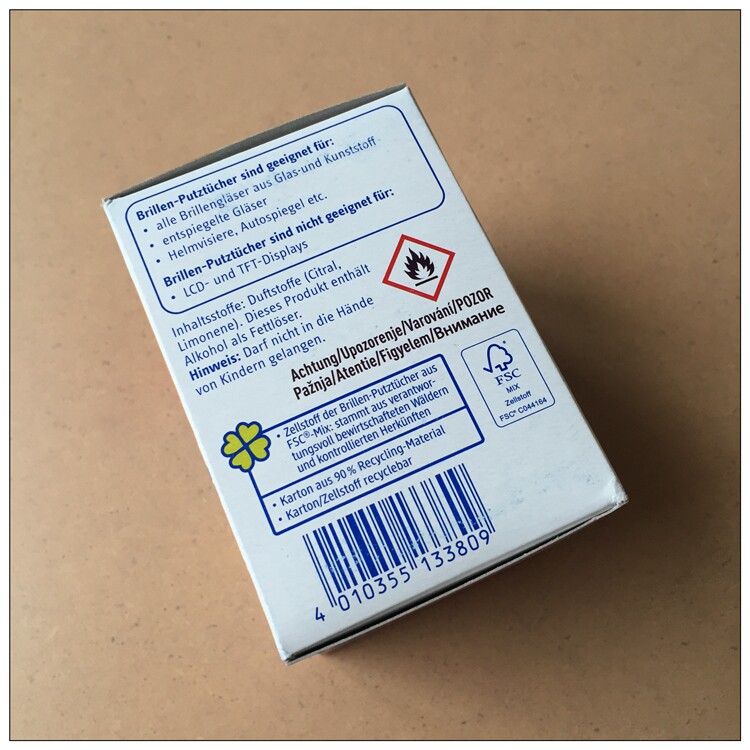 Brillen-Putztücher sind geeignet für:
• alle Brillengläser aus Glas-und Kunststoff
• entspiegelte Gläser
• Helmvisiere, Autospiegel etc.
Brillen-Putztücher sind nicht geeignet für:
• LCD- und TFT-Displays
Inhaltsstoffe: Duftstoffe (Citral,
Limonene). Dieses Produkt enthält
Alkohol als Fettlöser.
Hinweis: Darf nicht in die Hände
von Kindern gelangen.
Achtung/Upozorenje/Varování/POZOR
Pažnja/Atentie/Figyelem/Внимание
FSC
MIX
Zellstoff
FSC® C044164
• Zellstoff der Brillen-Putztücher aus
FSC®-Mix: stammt aus verantwor-
tungsvoll bewirtschafteten Wäldern
und kontrollierten Herkünften
• Karton aus 90 % Recycling-Material
• Karton/Zellstoff recyclebar
4 010355 133809